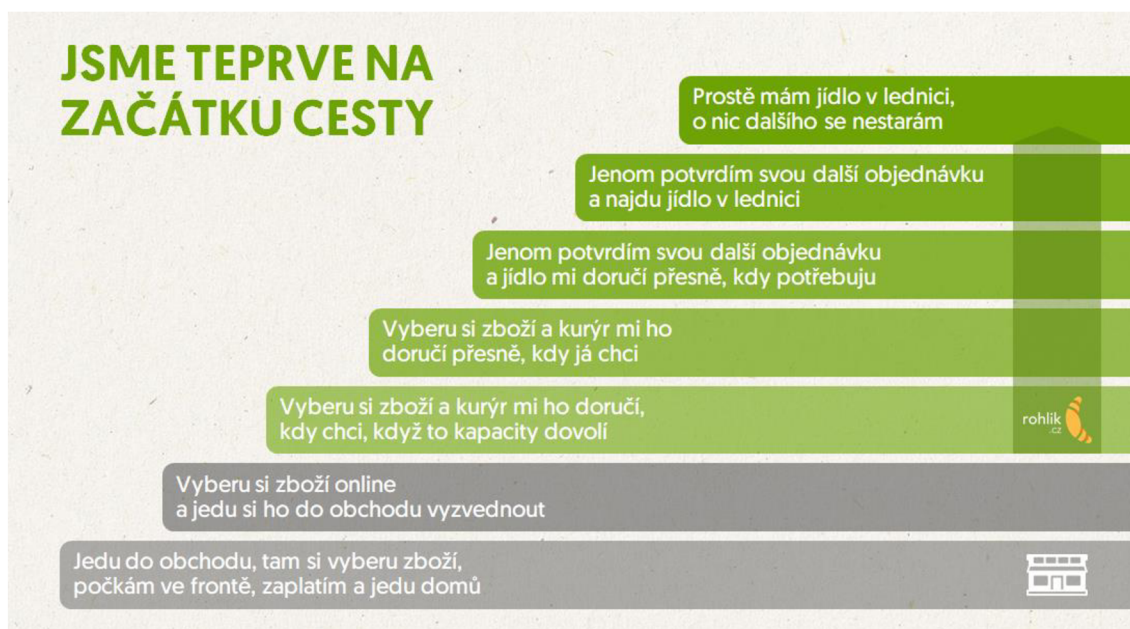 JSME TEPRVE NA
ZAČÁTKU CESTY
Prostě mám jídlo v lednici,
o nic dalšího se nestarám
Jenom potvrdím svou další objednávku
a najdu jídlo v lednici
Jenom potvrdím svou další objednávku
a jídlo mi doručí přesně, kdy potřebuju
Vyberu si zboží a kurýr mi ho
doručí přesně, kdy já chci
Vyberu si zboží a kurýr mi ho doručí,
kdy chci, když to kapacity dovolí
rohlik
.cz
Vyberu si zboží online
a jedu si ho do obchodu vyzvednout
Jedu do obchodu, tam si vyberu zboží,
počkám ve frontě, zaplatím a jedu domů